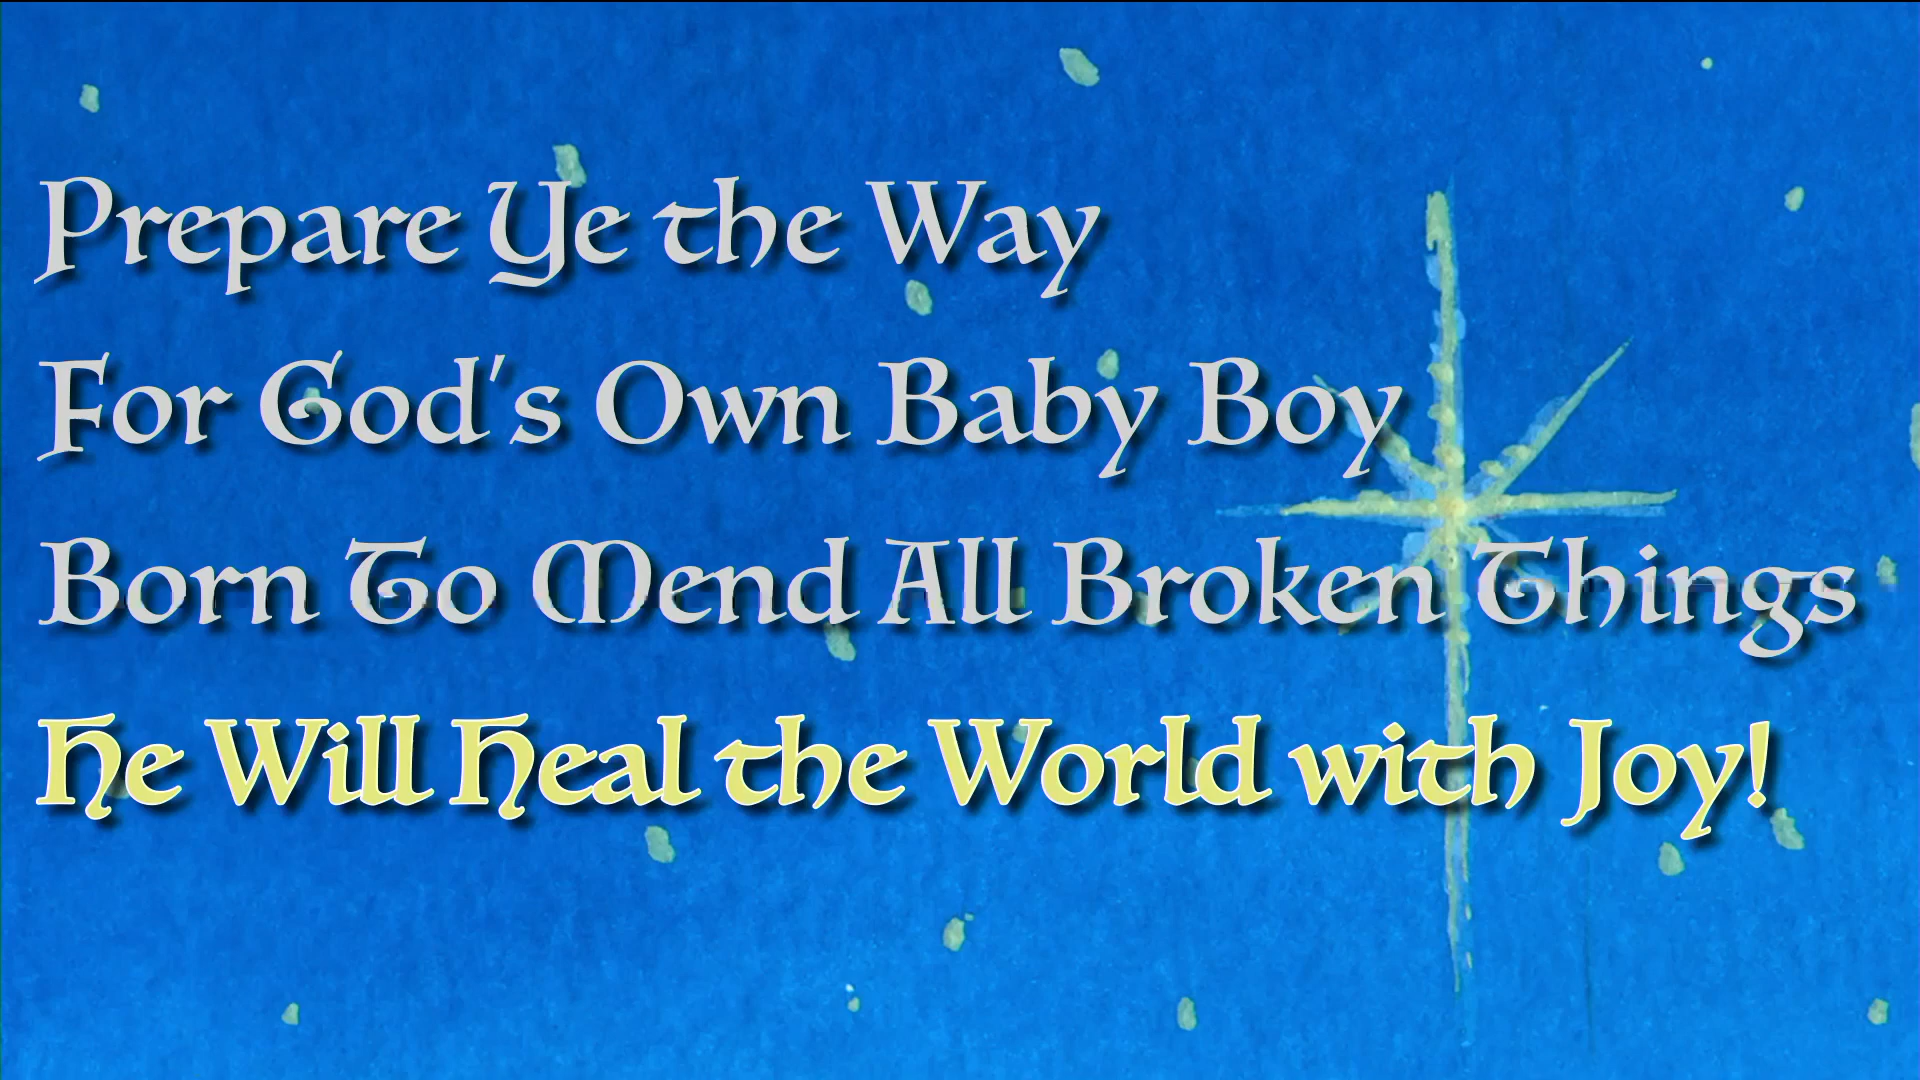 Prepare Ye the Way
For God's Own Baby Boy
Born To Mend All Broken Things
He Will Heal the World with Joy!